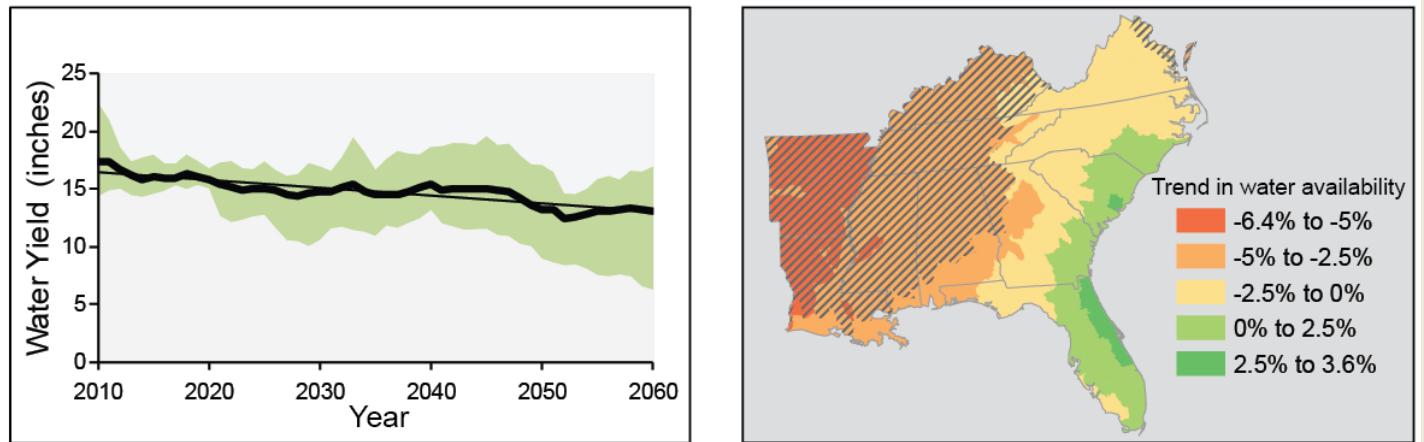 25
20
15
10
5
0
Water Yield (inches)
2010 2020 2030 2040 2050 2060
Year
Trend in water availability
-6.4% to -5%
-5% to -2.5%
-2.5% to 0%
0% to 2.5%
2.5% to 3.6%